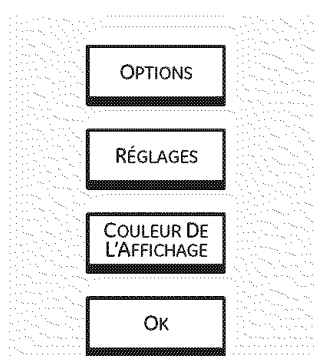 OPTIONS
RÉGLAGES
COULEUR DE
L'AFFICHAGE
OK